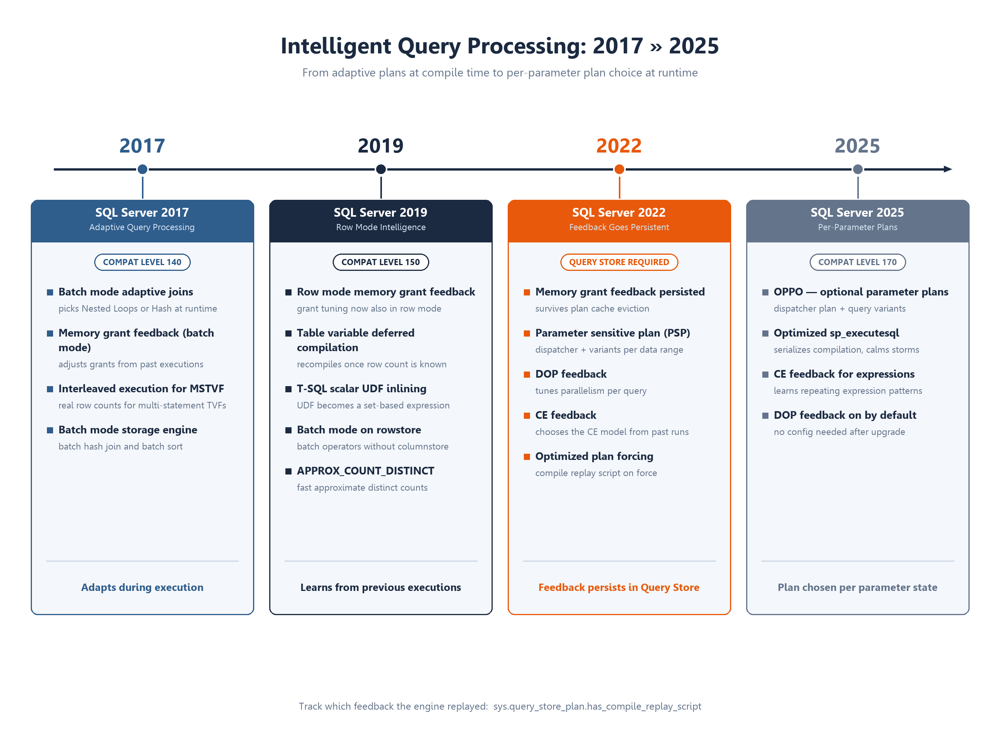 Intelligent Query Processing: 2017 » 2025
From adaptive plans at compile time to per-parameter plan choice at runtime
2017
2019
2022
2025
SQL Server 2017
Adaptive Query Processing
COMPAT LEVEL 140
Batch mode adaptive joins
picks Nested Loops or Hash at runtime
Memory grant feedback (batch
mode)
adjusts grants from past executions
Interleaved execution for MSTVF
real row counts for multi-statement TVFs
Batch mode storage engine
batch hash join and batch sort
Adapts during execution
SQL Server 2019
Row Mode Intelligence
COMPAT LEVEL 150
Row mode memory grant feedback
grant tuning now also in row mode
Table variable deferred
compilation
recompiles once row count is known
T-SQL scalar UDF inlining
UDF becomes a set-based expression
Batch mode on rowstore
batch operators without columnstore
APPROX_COUNT_DISTINCT
fast approximate distinct counts
Learns from previous executions
SQL Server 2022
Feedback Goes Persistent
QUERY STORE REQUIRED
Memory grant feedback persisted
survives plan cache eviction
Parameter sensitive plan (PSP)
dispatcher + variants per data range
DOP feedback
tunes parallelism per query
CE feedback
chooses the CE model from past runs
Optimized plan forcing
compile replay script on force
Feedback persists in Query Store
SQL Server 2025
Per-Parameter Plans
COMPAT LEVEL 170
OPPO — optional parameter plans
dispatcher plan + query variants
Optimized sp_executesql
serializes compilation, calms storms
CE feedback for expressions
learns repeating expression patterns
DOP feedback on by default
no config needed after upgrade
Plan chosen per parameter state
Track which feedback the engine replayed: sys.query_store_plan.has_compile_replay_script